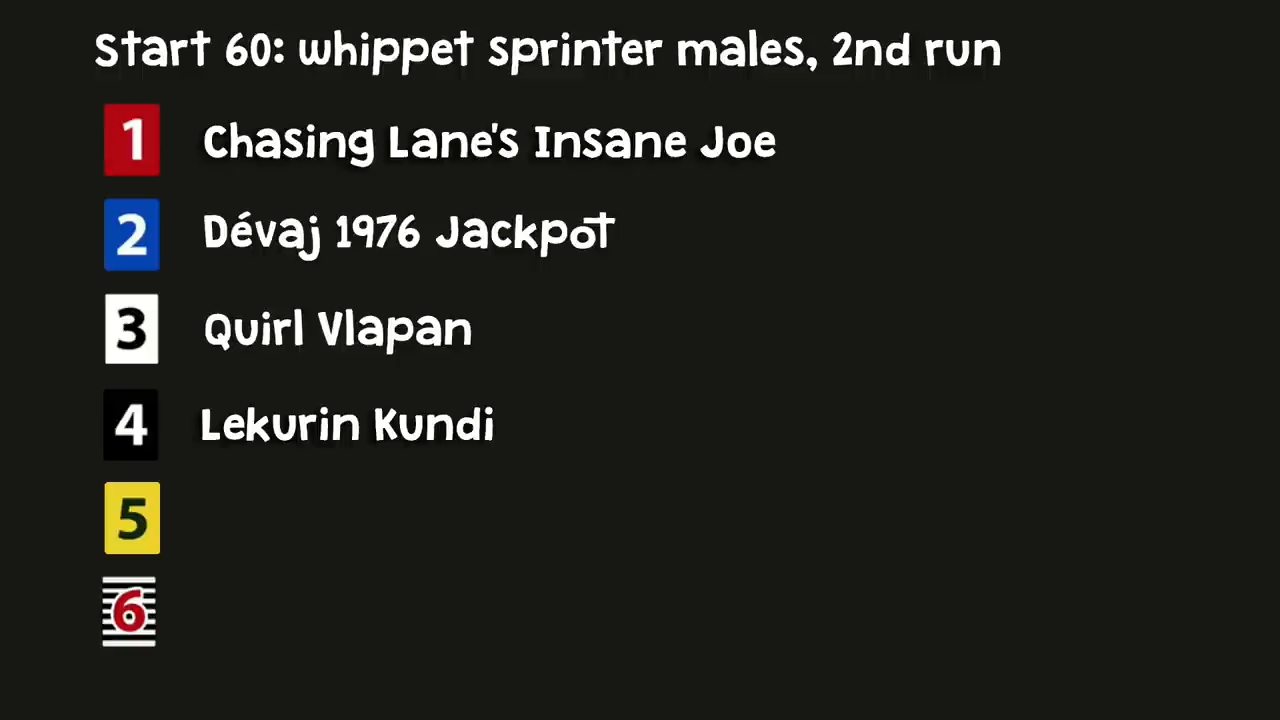 Start 60: whippet sprinter males, 2nd run
1 Chasing Lane's Insane Joe
2 Dévaj 1976 Jackpot
3 Quirl Vlapan
4 Lekurin Kundi
5
6